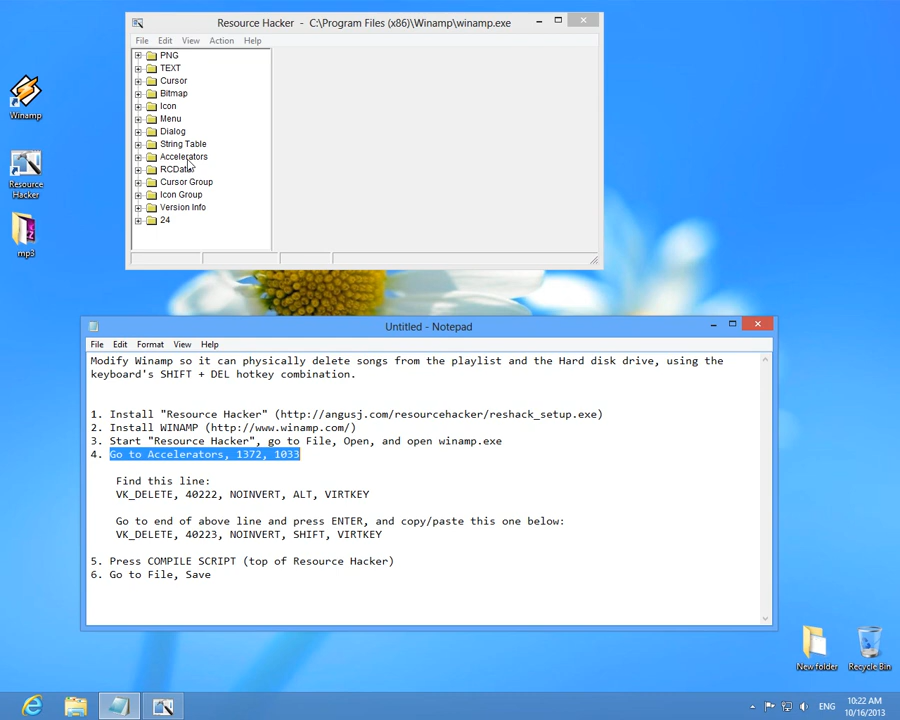 Resource Hacker - C:\Program Files (x86)\Winamp\winamp.exe
File Edit View Action Help
PNG
TEXT
Cursor
Bitmap
Icon
Menu
Dialog
String Table
Accelerators
RCData
Cursor Group
Icon Group
Version Info
24
Winamp
Resource
Hacker
mp3
Untitled - Notepad
File Edit Format View Help
Modify Winamp so it can physically delete songs from the playlist and the Hard disk drive, using the
keyboard's SHIFT + DEL hotkey combination.
1. Install "Resource Hacker" (http://angusj.com/resourcehacker/reshack_setup.exe)
2. Install WINAMP (http://www.winamp.com/)
3. Start "Resource Hacker", go to File, Open, and open winamp.exe
4. Go to Accelerators, 1372, 1033
Find this line:
VK_DELETE, 40222, NOINVERT, ALT, VIRTKEY
Go to end of above line and press ENTER, and copy/paste this one below:
VK_DELETE, 40223, NOINVERT, SHIFT, VIRTKEY
5. Press COMPILE SCRIPT (top of Resource Hacker)
6. Go to File, Save
New folder
Recycle Bin
ENG
10:22 AM
10/16/2013